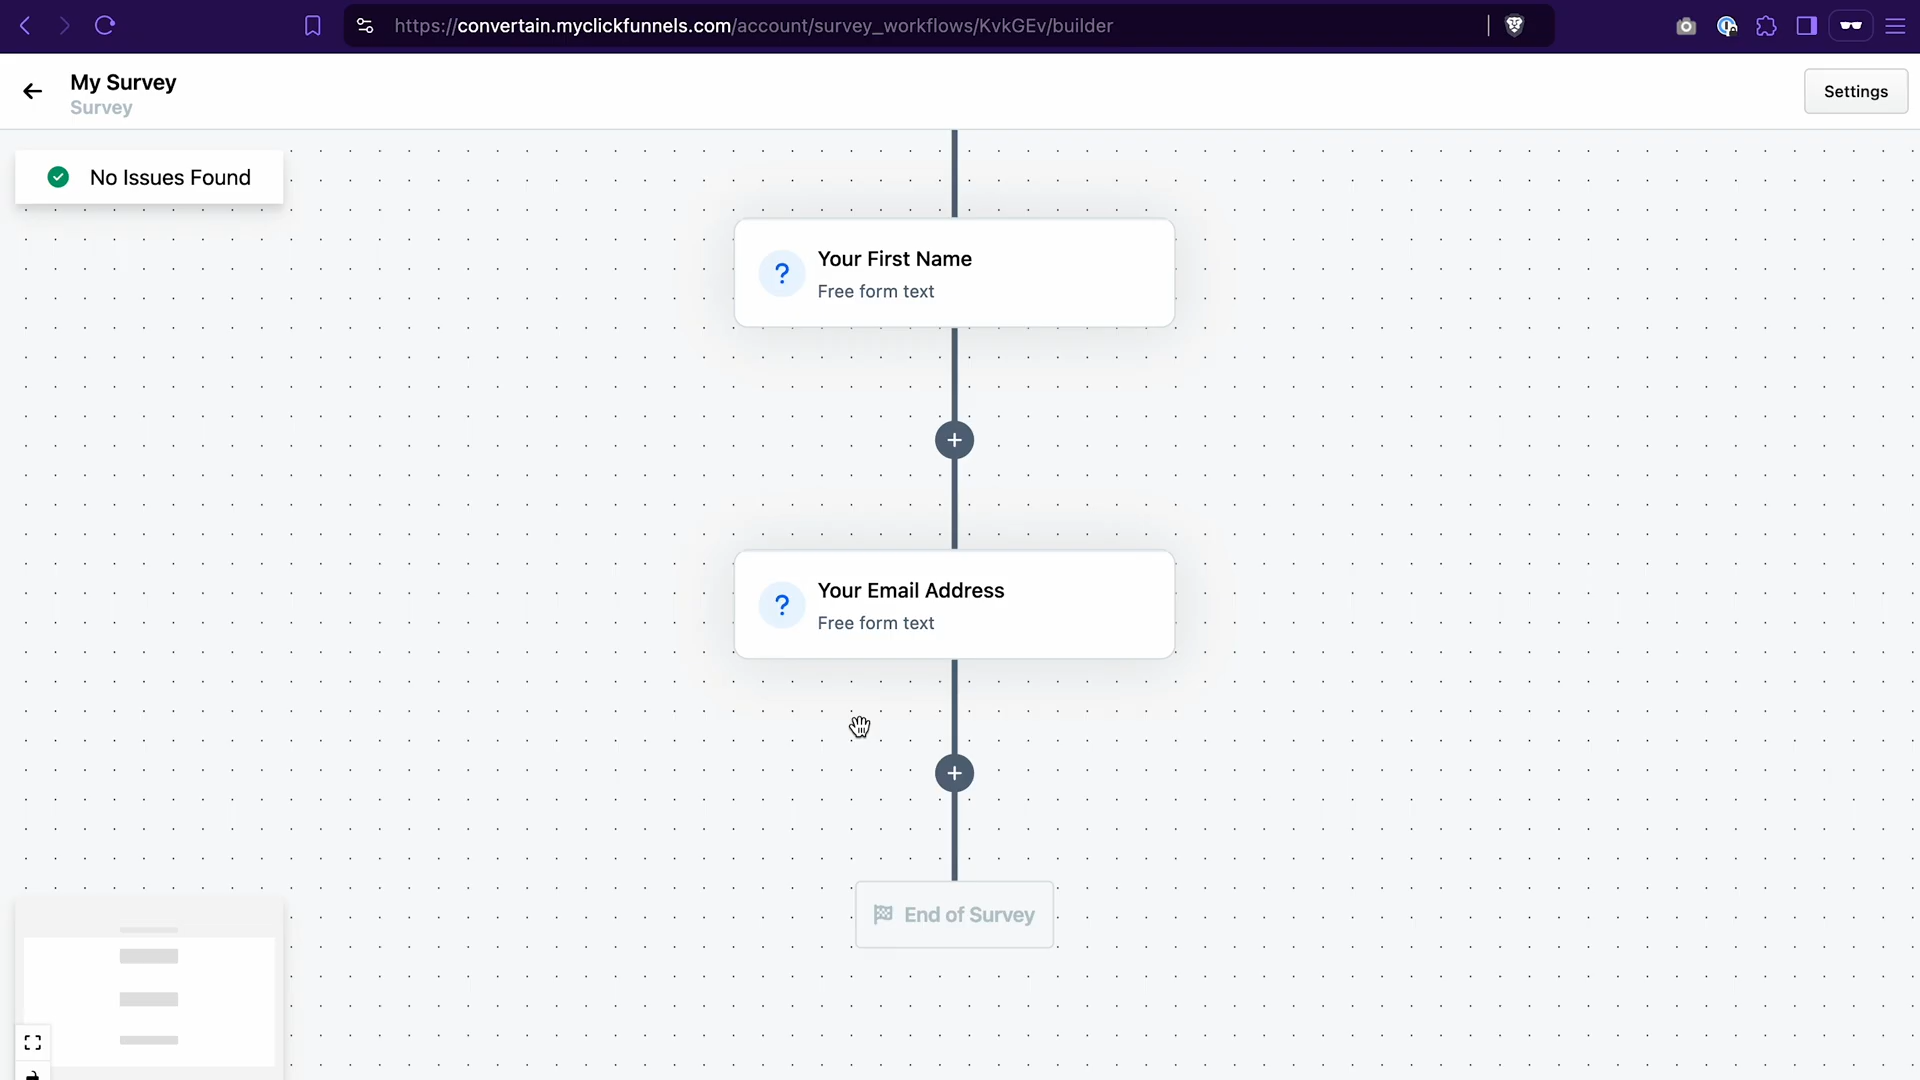 https://convertain.myclickfunnels.com/account/survey_workflows/KvkGEv/builder
My Survey
Survey
Settings
No Issues Found
? Your First Name
Free form text
+
? Your Email Address
Free form text
+
End of Survey